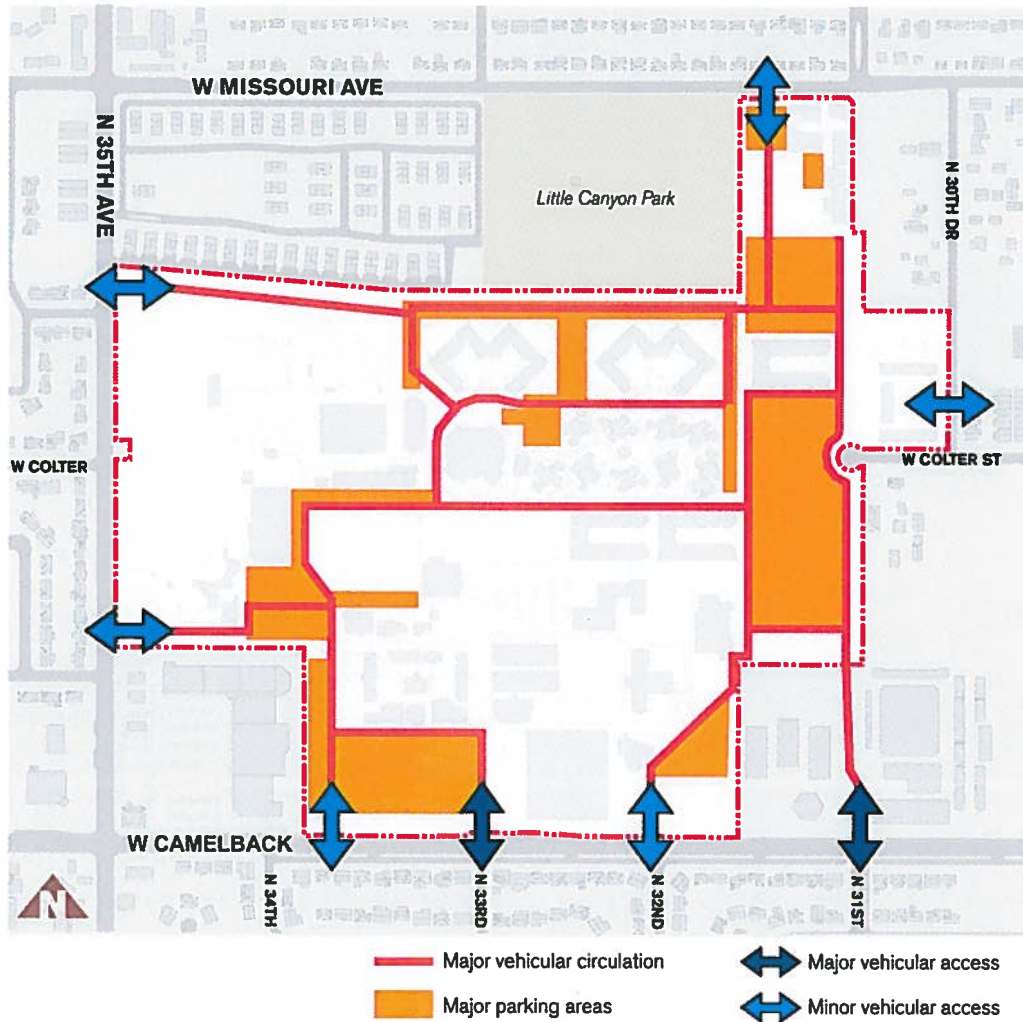 W MISSOURI AVE
N 35TH AVE
Little Canyon Park
N 30TH DR
W COLTER
W COLTER ST
W CAMELBACK
N 34TH
N 33RD
N 32ND
N 31ST
N
Major vehicular circulation
Major vehicular access
Major parking areas
Minor vehicular access